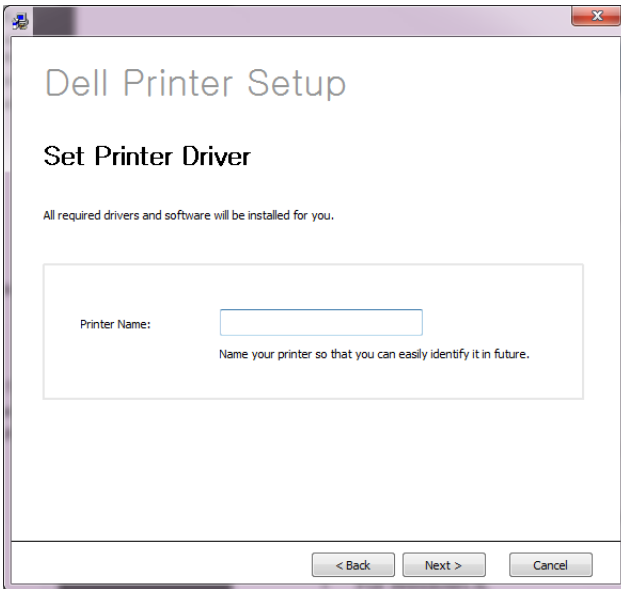 Dell Printer Setup
Set Printer Driver
All required drivers and software will be installed for you.
Printer Name:
Name your printer so that you can easily identify it in future.
< Back Next > Cancel